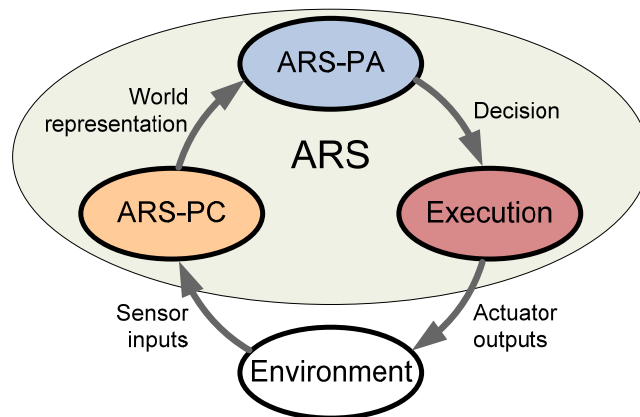 ARS-PA
World
representation
Decision
ARS
ARS-PC
Execution
Sensor
inputs
Actuator
outputs
Environment